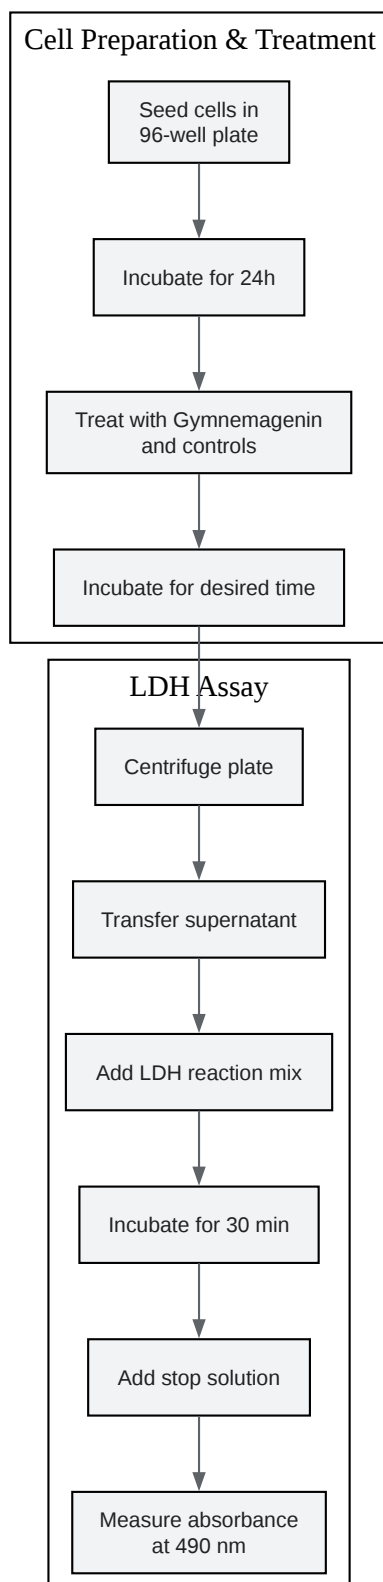 Cell Preparation & Treatment
Seed cells in
96-well plate
Incubate for 24h
Treat with Gymnemagenin
and controls
Incubate for desired time
LDH Assay
Centrifuge plate
Transfer supernatant
Add LDH reaction mix
Incubate for 30 min
Add stop solution
Measure absorbance
at 490 nm